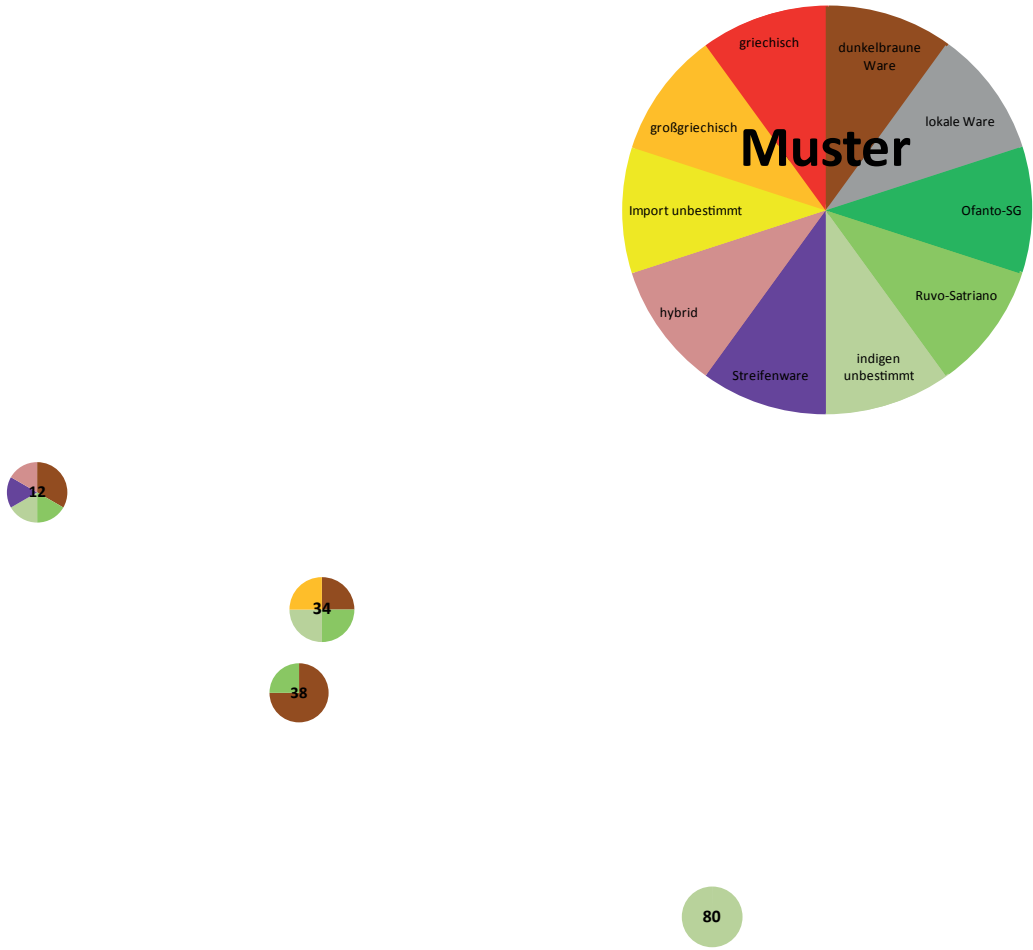 griechisch
dunkelbraune
Ware
großgriechisch
lokale Ware
Muster
Import unbestimmt
Ofanto-SG
hybrid
Ruvo-Satriano
Streifenware
indigen
unbestimmt
12
34
38
80